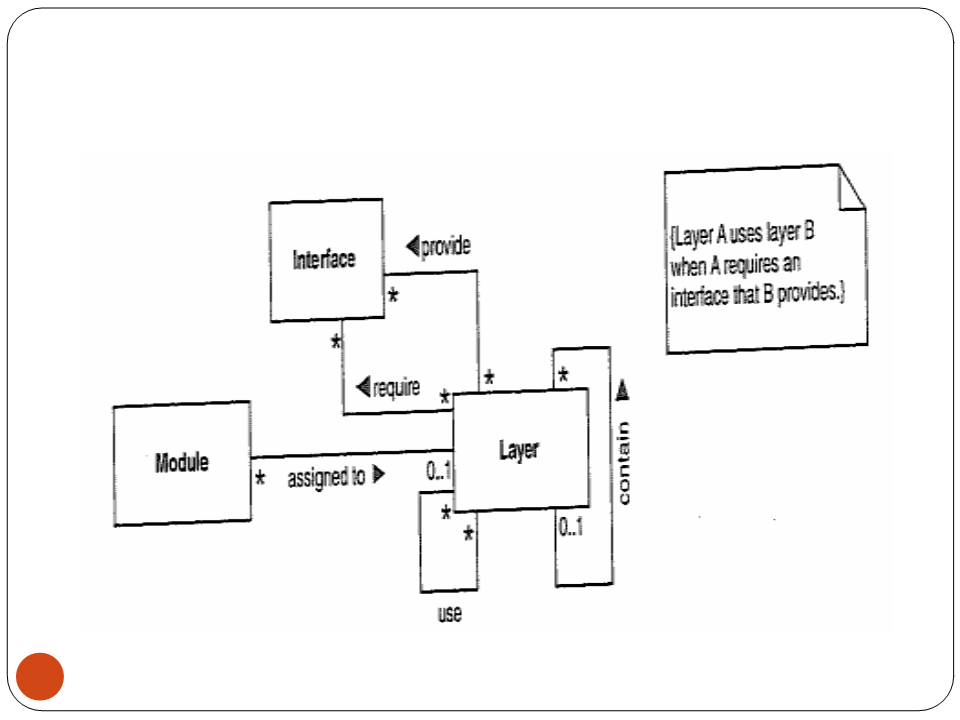 {Layer A uses layer B
when A requires an
interface that B provides.}
Interface
provide
*
*
require
*
*
*
Module
Layer
*
assigned to
0..1
contain
*
*
0..1
use